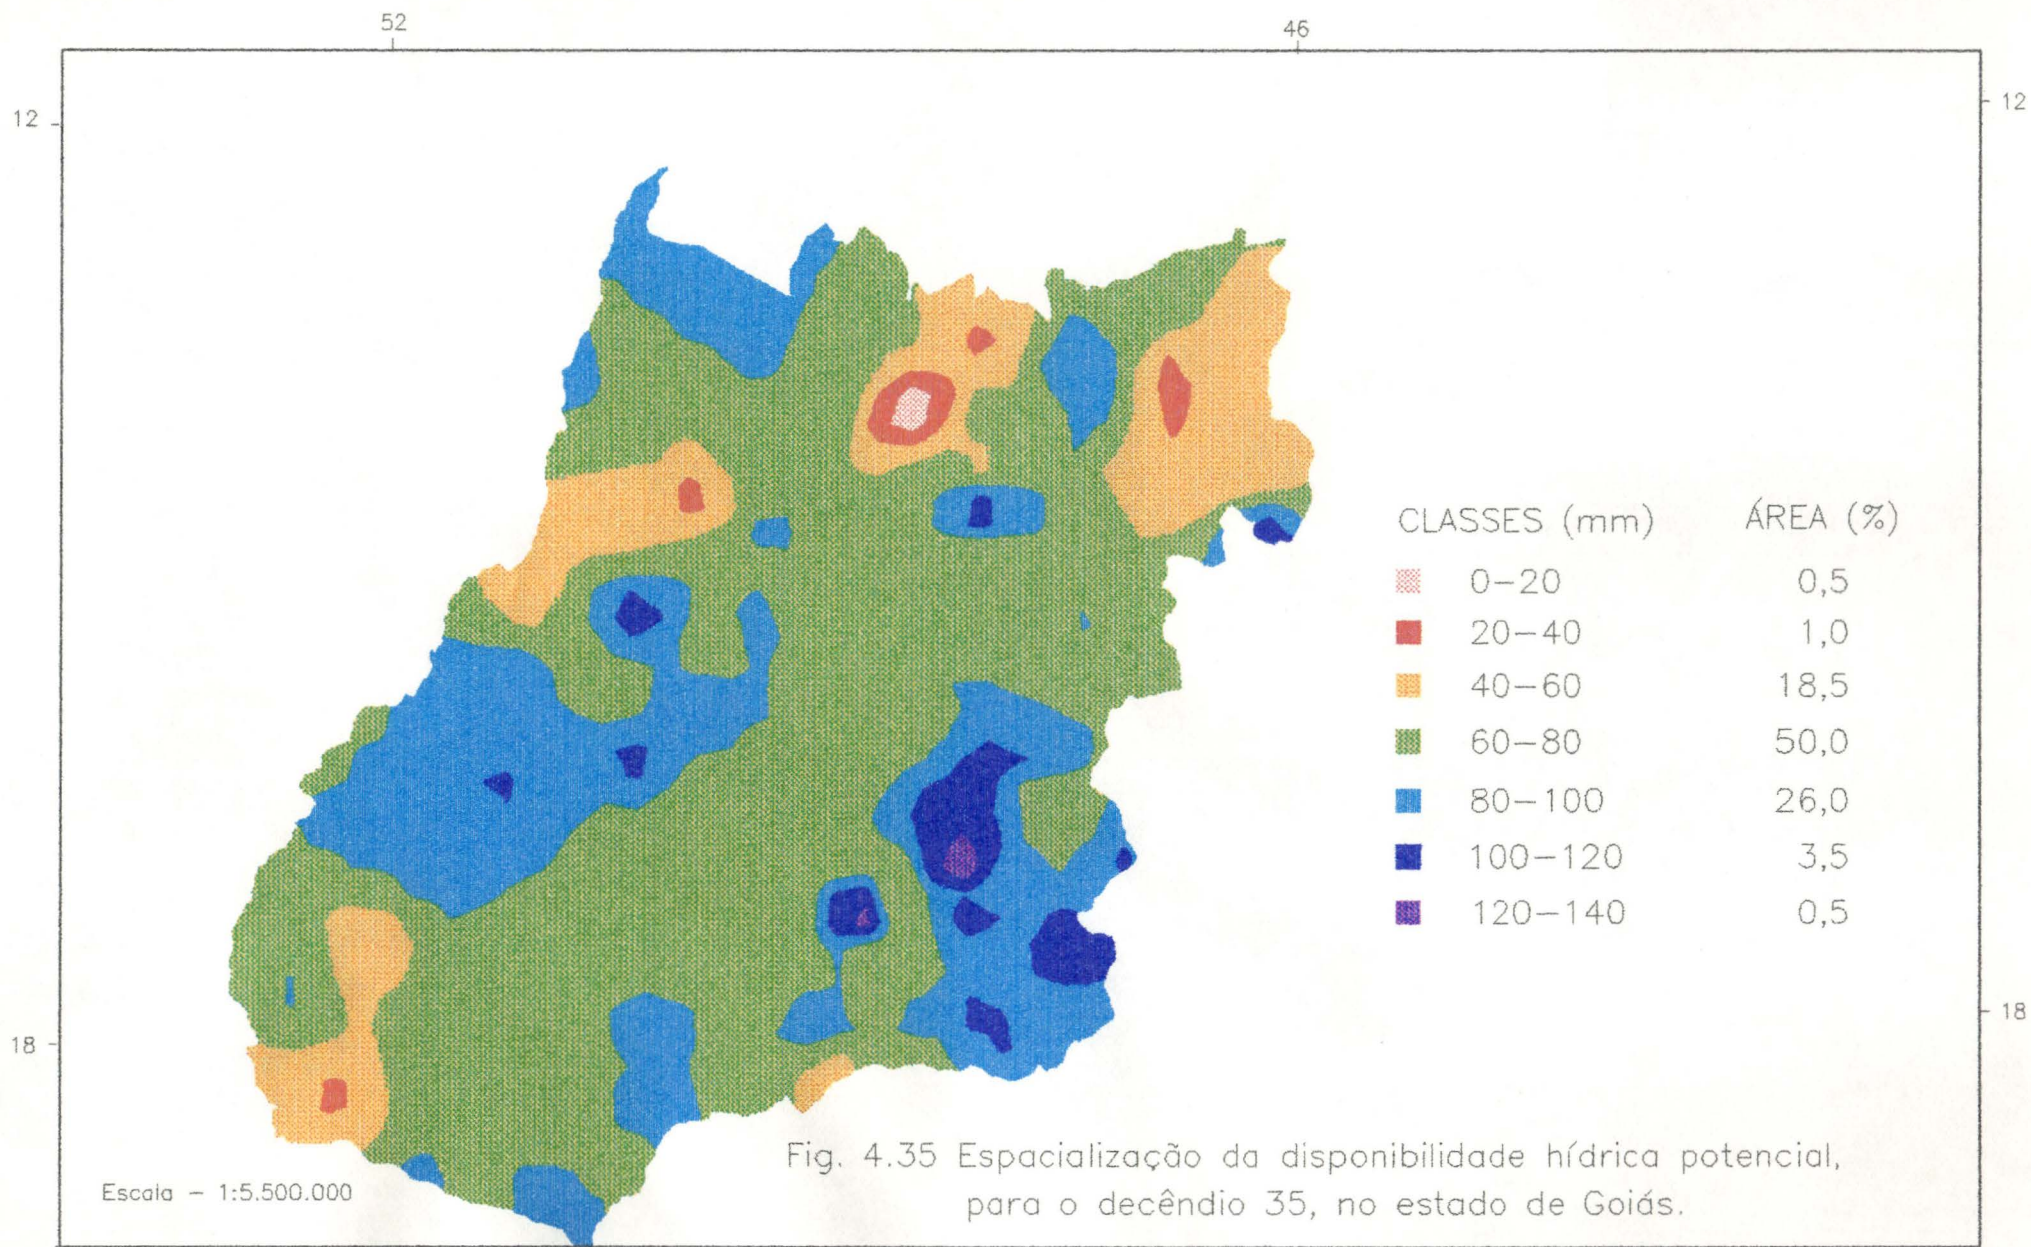 52 46
12 12
CLASSES (mm) ÁREA (%)
0-20 0,5
20-40 1,0
40-60 18,5
60-80 50,0
80-100 26,0
100-120 3,5
120-140 0,5
18 18
Fig. 4.35 Espacialização da disponibilidade hídrica potencial,
para o decêndio 35, no estado de Goiás.
Escala - 1:5.500.000